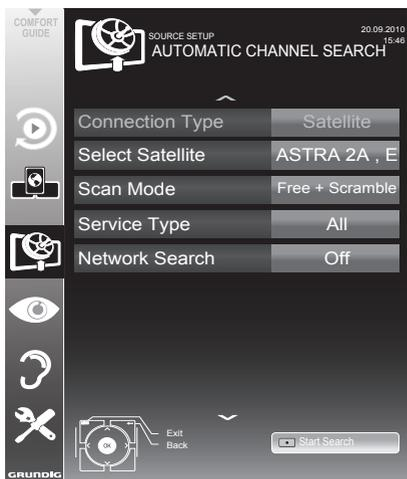 COMFORT
GUIDE
SOURCE SETUP
AUTOMATIC CHANNEL SEARCH
20.09.2010
15:46
Connection Type Satellite
Select Satellite ASTRA 2A , E
Scan Mode Free + Scramble
Service Type All
Network Search Off
OK
Exit
Back
Start Search
GRUNDIG